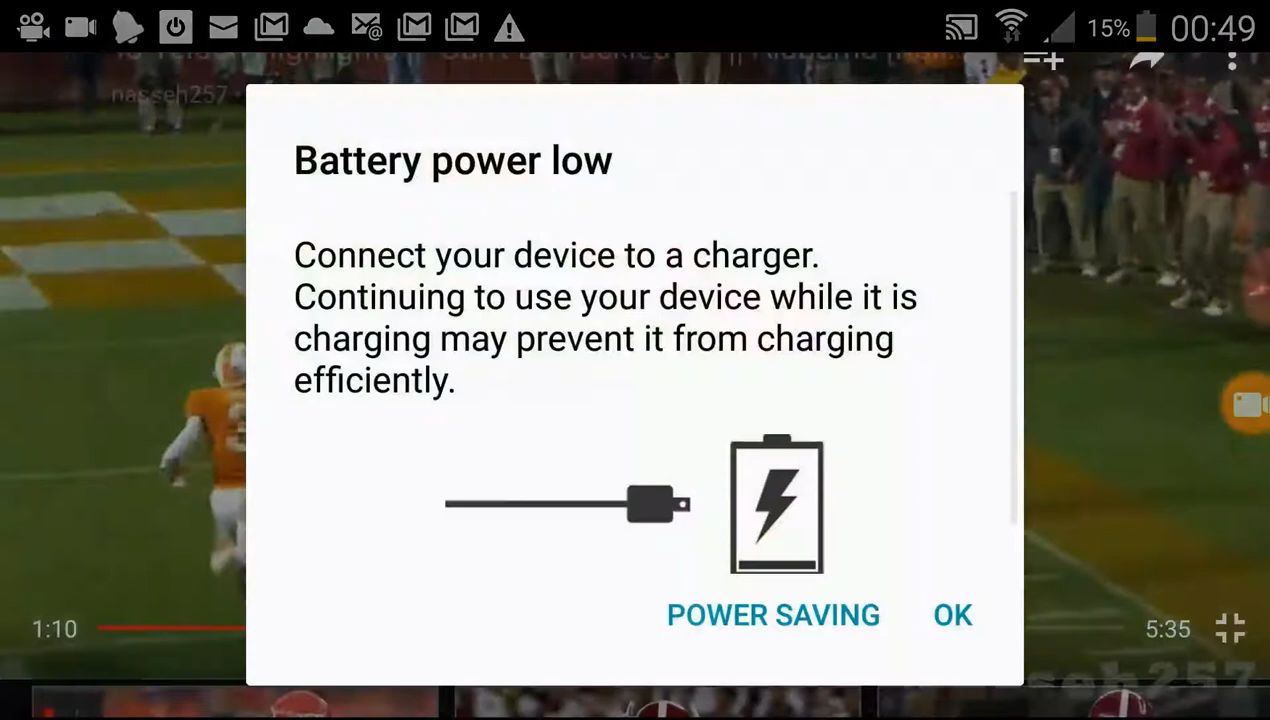 15% 00:49
nasseh257
Battery power low
Connect your device to a charger.
Continuing to use your device while it is
charging may prevent it from charging
efficiently.
POWER SAVING OK
1:10 5:35